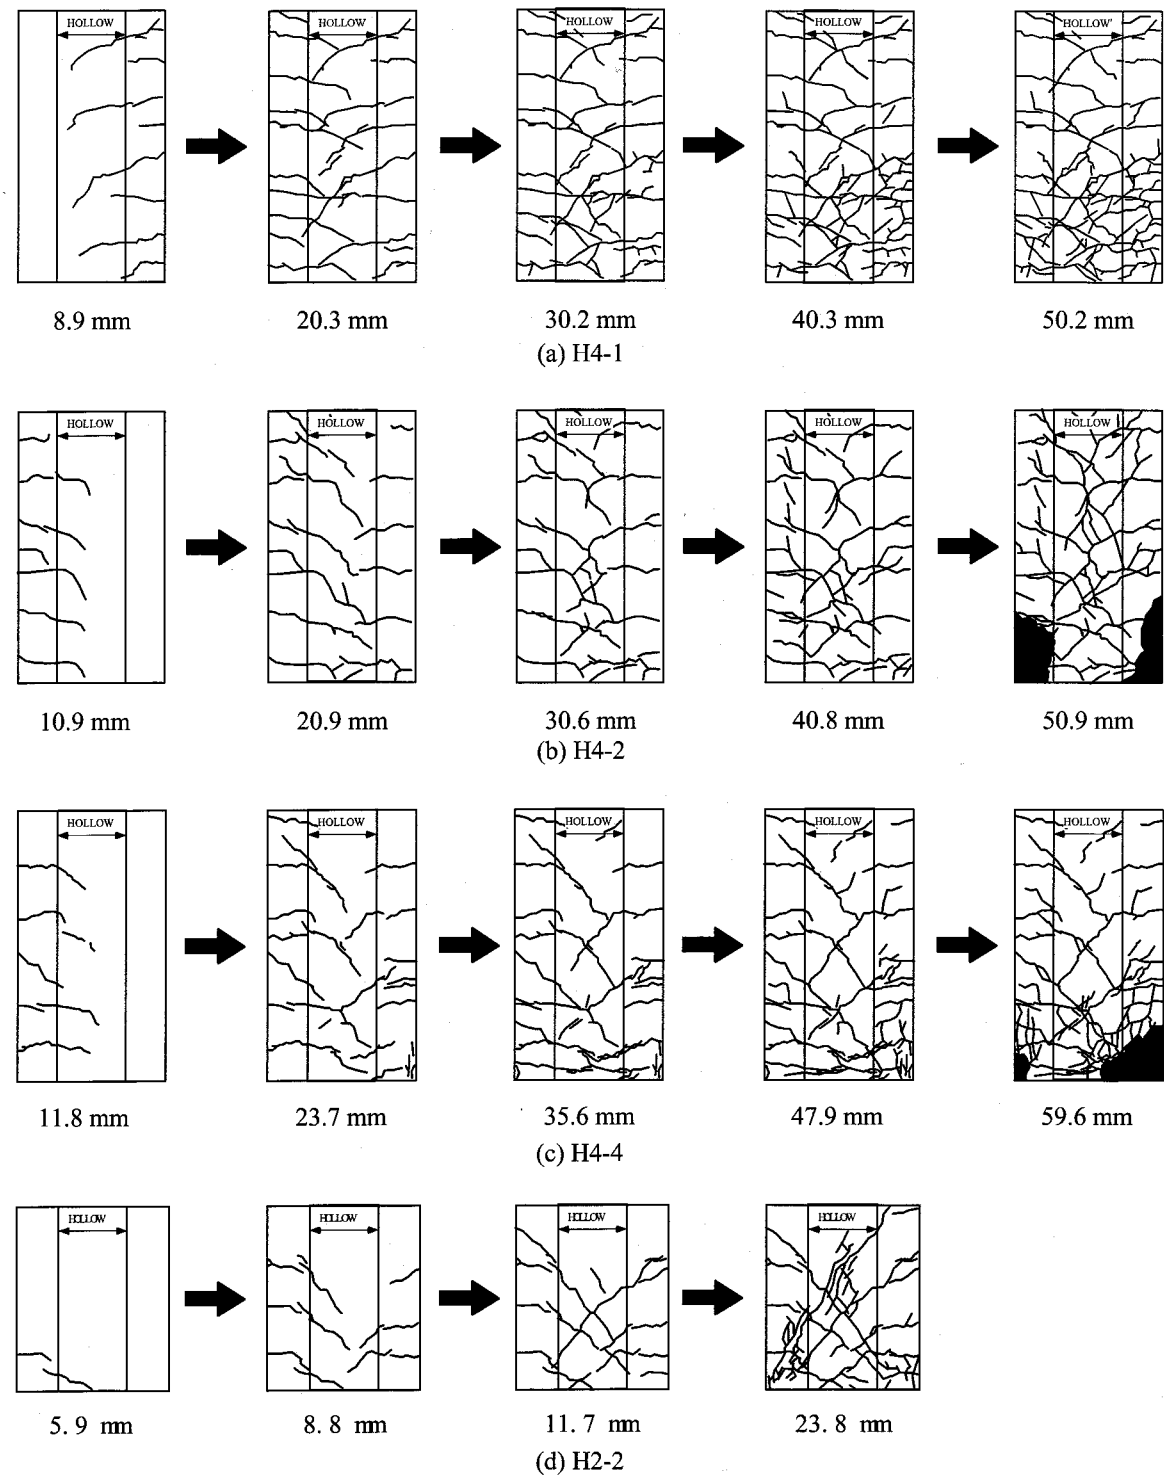 HOLLOW HOLLOW HOLLOW HOLLOW HOLLOW'
8.9 mm 20.3 mm 30.2 mm 40.3 mm 50.2 mm
(a) H4-1
HOLLOW HOLLOW HOLLOW HOLLOW HOLLOW
10.9 mm 20.9 mm 30.6 mm 40.8 mm 50.9 mm
(b) H4-2
HOLLOW HOLLOW HOLLOW HOLLOW HOLLOW
11.8 mm 23.7 mm 35.6 mm 47.9 mm 59.6 mm
(c) H4-4
HOLLOW HOLLOW HOLLOW HOLLOW
5. 9 mm 8. 8 mm 11. 7 mm 23. 8 mm
(d) H2-2